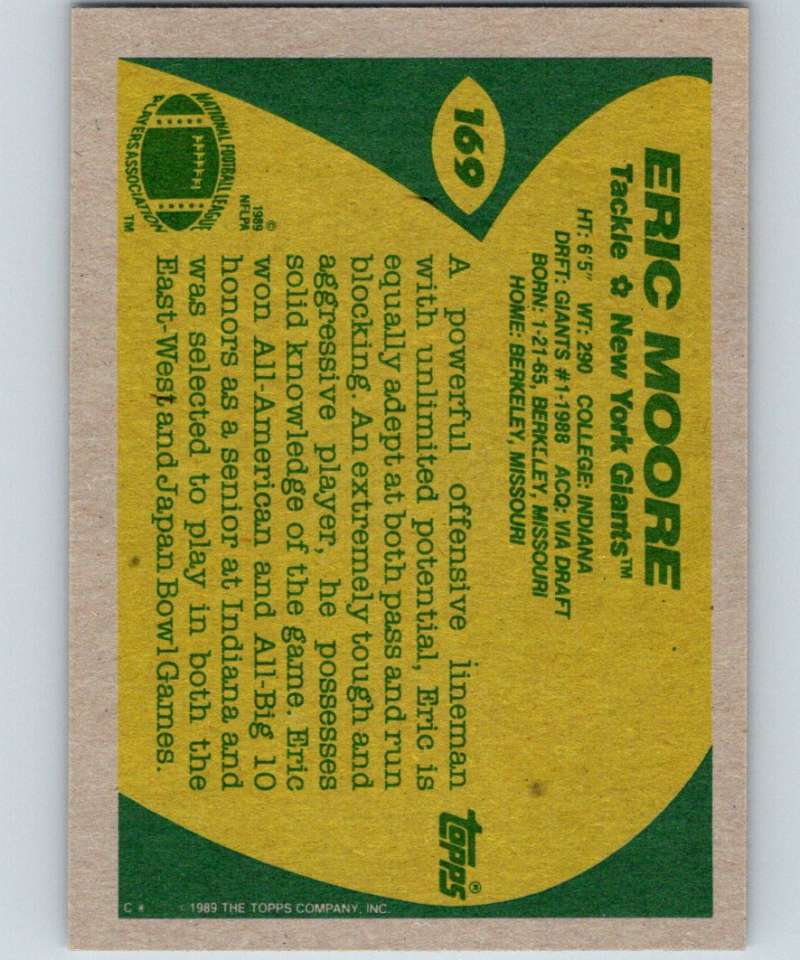 169
ERIC MOORE
Tackle ✩ New York Giants™
HT: 6'5" WT: 290 COLLEGE: INDIANA
DRFT: GIANTS #1-1988 ACQ: VIA DRAFT
BORN: 1-21-65, BERKELEY, MISSOURI
HOME: BERKELEY, MISSOURI
A powerful offensive lineman
with unlimited potential, Eric is
equally adept at both pass and run
blocking. An extremely tough and
aggressive player, he possesses
solid knowledge of the game. Eric
won All-American and All-Big 10
honors as a senior at Indiana and
was selected to play in both the
East-West and Japan Bowl Games.
NATIONAL FOOTBALL LEAGUE
PLAYERS ASSOCIATION
™
©
1989
NFLPA
topps®
C * 1989 THE TOPPS COMPANY, INC.